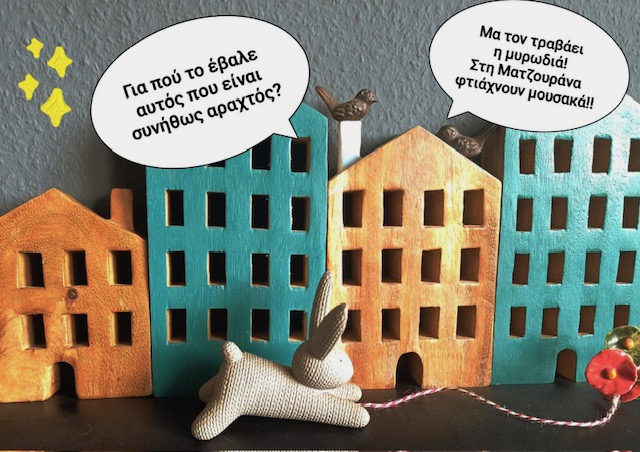 Για πού το έβαλε
αυτός που είναι
συνήθως αραχτός?
Μα τον τραβάει
η μυρωδιά!
Στη Ματζουράνα
φτιάχνουν μουσακά!!